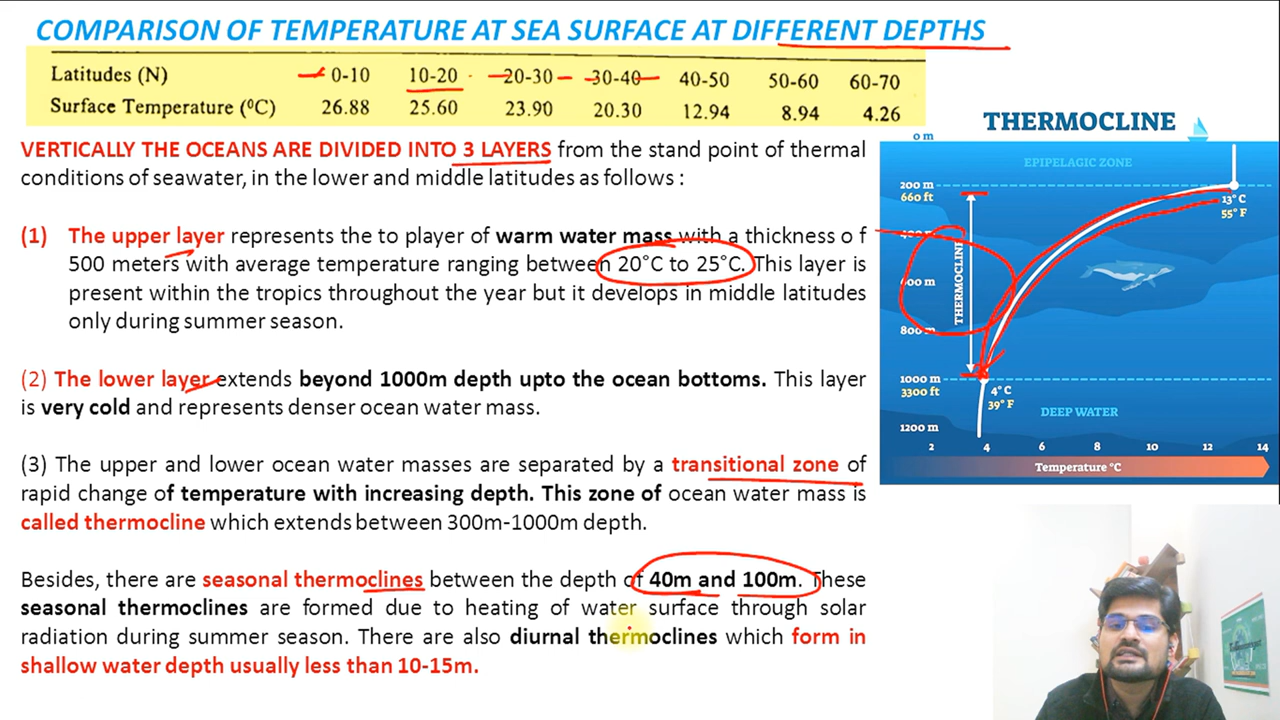 COMPARISON OF TEMPERATURE AT SEA SURFACE AT DIFFERENT DEPTHS
Latitudes (N) 0-10 10-20 20-30 30-40 40-50 50-60 60-70
Surface Temperature (⁰C) 26.88 25.60 23.90 20.30 12.94 8.94 4.26
VERTICALLY THE OCEANS ARE DIVIDED INTO 3 LAYERS from the stand point of thermal
conditions of seawater, in the lower and middle latitudes as follows :
(1) The upper layer represents the to player of warm water mass with a thickness o f
500 meters with average temperature ranging between 20°C to 25°C. This layer is
present within the tropics throughout the year but it develops in middle latitudes
only during summer season.
(2) The lower layer extends beyond 1000m depth upto the ocean bottoms. This layer
is very cold and represents denser ocean water mass.
(3) The upper and lower ocean water masses are separated by a transitional zone of
rapid change of temperature with increasing depth. This zone of ocean water mass is
called thermocline which extends between 300m-1000m depth.
Besides, there are seasonal thermoclines between the depth of 40m and 100m. These
seasonal thermoclines are formed due to heating of water surface through solar
radiation during summer season. There are also diurnal thermoclines which form in
shallow water depth usually less than 10-15m.
THERMOCLINE
0 m
EPIPELAGIC ZONE
200 m
660 ft
13° C
55° F
400 m
THERMOCLINE
600 m
800 m
1000 m
3300 ft
4° C
39° F
DEEP WATER
1200 m
2 4 6 8 10 12 14
Temperature °C